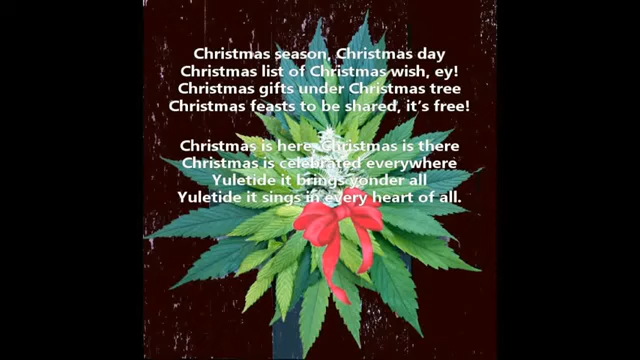 Christmas season, Christmas day
Christmas list of Christmas wish, ey!
Christmas gifts under Christmas tree
Christmas feasts to be shared, it's free!
Christmas is here, Christmas is there
Christmas is celebrated everywhere
Yuletide it brings yonder all
Yuletide it sings in every heart of all.